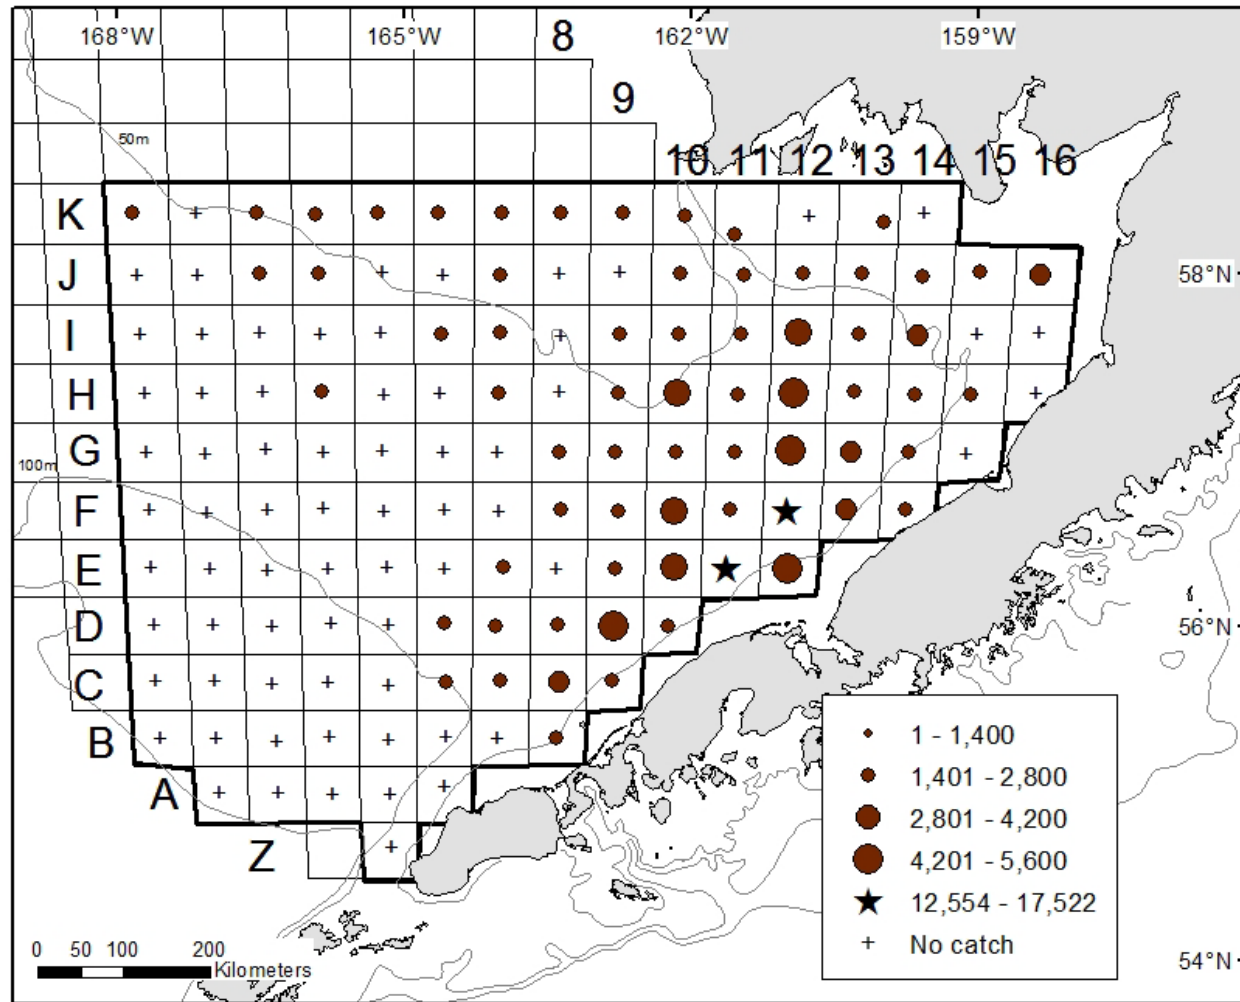 168°W 165°W 162°W 159°W
8
9
50m
10 11 12 13 14 15 16
K
J
58°N
I
H
G
100m
F
E
D
56°N
C
B
A
Z
1 - 1,400
1,401 - 2,800
2,801 - 4,200
4,201 - 5,600
12,554 - 17,522
No catch
0 50 100 200
Kilometers
54°N